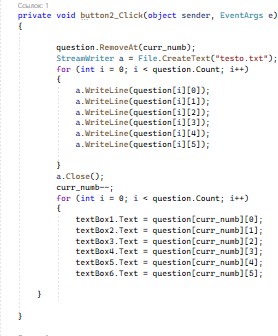 Ссылок: 1
private void button2_Click(object sender, EventArgs e)
{
question.RemoveAt(curr_numb);
StreamWriter a = File.CreateText("testo.txt");
for (int i = 0; i < question.Count; i++)
{
a.WriteLine(question[i][0]);
a.WriteLine(question[i][1]);
a.WriteLine(question[i][2]);
a.WriteLine(question[i][3]);
a.WriteLine(question[i][4]);
a.WriteLine(question[i][5]);
}
a.Close();
curr_numb--;
for (int i = 0; i < question.Count; i++)
{
textBox1.Text = question[curr_numb][0];
textBox2.Text = question[curr_numb][1];
textBox3.Text = question[curr_numb][2];
textBox4.Text = question[curr_numb][3];
textBox5.Text = question[curr_numb][4];
textBox6.Text = question[curr_numb][5];
}
}